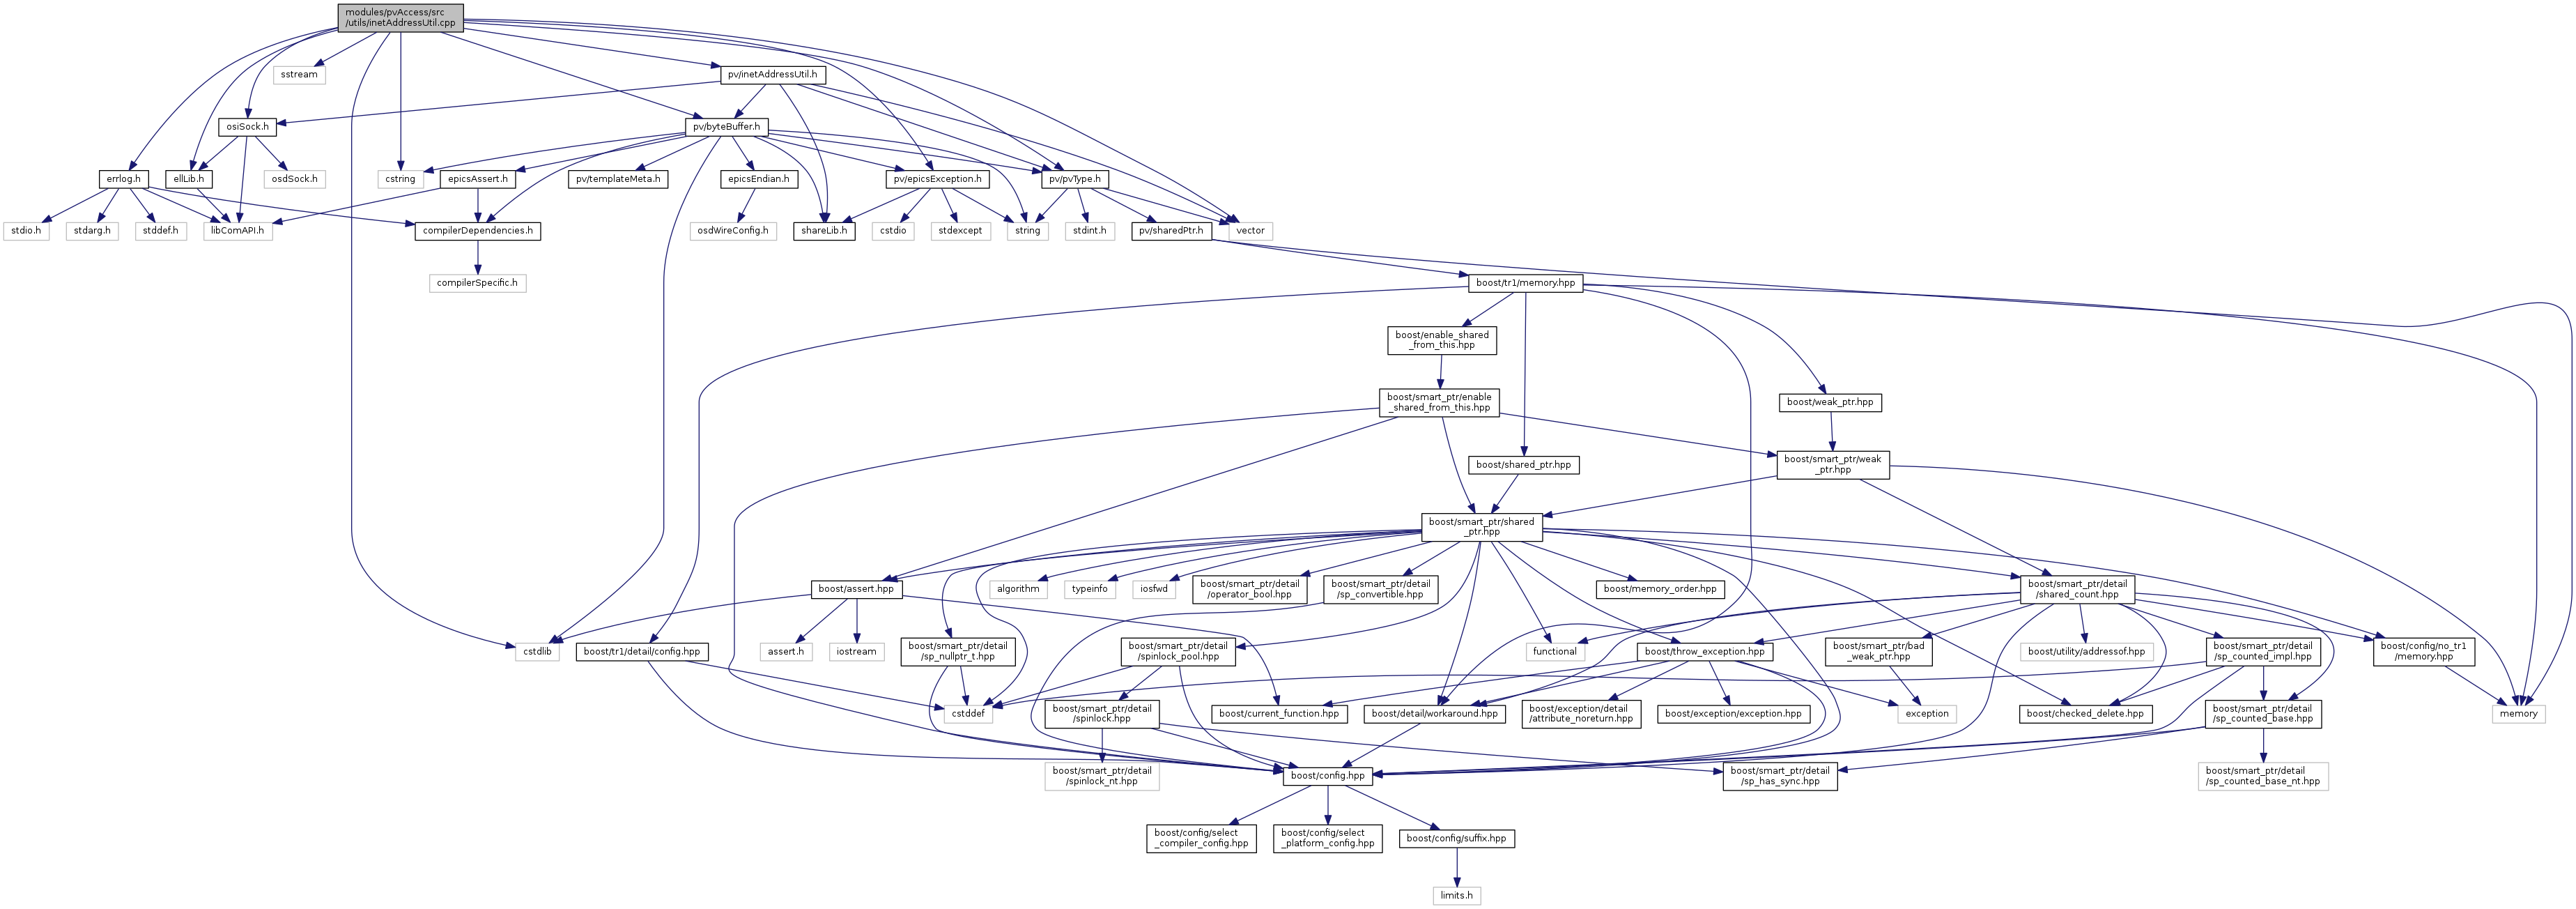 modules/pvAccess/src
/utils/inetAddressUtil.cpp
sstream
pv/inetAddressUtil.h
osiSock.h
pv/byteBuffer.h
errlog.h
ellLib.h
osdSock.h
cstring
epicsAssert.h
pv/templateMeta.h
epicsEndian.h
pv/epicsException.h
pv/pvType.h
stdio.h
stdarg.h
stddef.h
libComAPI.h
compilerDependencies.h
osdWireConfig.h
shareLib.h
cstdio
stdexcept
string
stdint.h
pv/sharedPtr.h
vector
compilerSpecific.h
boost/tr1/memory.hpp
boost/enable_shared
_from_this.hpp
boost/smart_ptr/enable
_shared_from_this.hpp
boost/weak_ptr.hpp
boost/shared_ptr.hpp
boost/smart_ptr/weak
_ptr.hpp
boost/smart_ptr/shared
_ptr.hpp
boost/assert.hpp
algorithm
typeinfo
iosfwd
boost/smart_ptr/detail
/operator_bool.hpp
boost/smart_ptr/detail
/sp_convertible.hpp
boost/memory_order.hpp
boost/smart_ptr/detail
/shared_count.hpp
cstdlib
boost/tr1/detail/config.hpp
assert.h
iostream
boost/smart_ptr/detail
/sp_nullptr_t.hpp
boost/smart_ptr/detail
/spinlock_pool.hpp
functional
boost/throw_exception.hpp
boost/smart_ptr/bad
_weak_ptr.hpp
boost/utility/addressof.hpp
boost/smart_ptr/detail
/sp_counted_impl.hpp
boost/config/no_tr1
/memory.hpp
cstddef
boost/smart_ptr/detail
/spinlock.hpp
boost/current_function.hpp
boost/detail/workaround.hpp
boost/exception/detail
/attribute_noreturn.hpp
boost/exception/exception.hpp
exception
boost/checked_delete.hpp
boost/smart_ptr/detail
/sp_counted_base.hpp
memory
boost/smart_ptr/detail
/spinlock_nt.hpp
boost/config.hpp
boost/smart_ptr/detail
/sp_has_sync.hpp
boost/smart_ptr/detail
/sp_counted_base_nt.hpp
boost/config/select
_compiler_config.hpp
boost/config/select
_platform_config.hpp
boost/config/suffix.hpp
limits.h